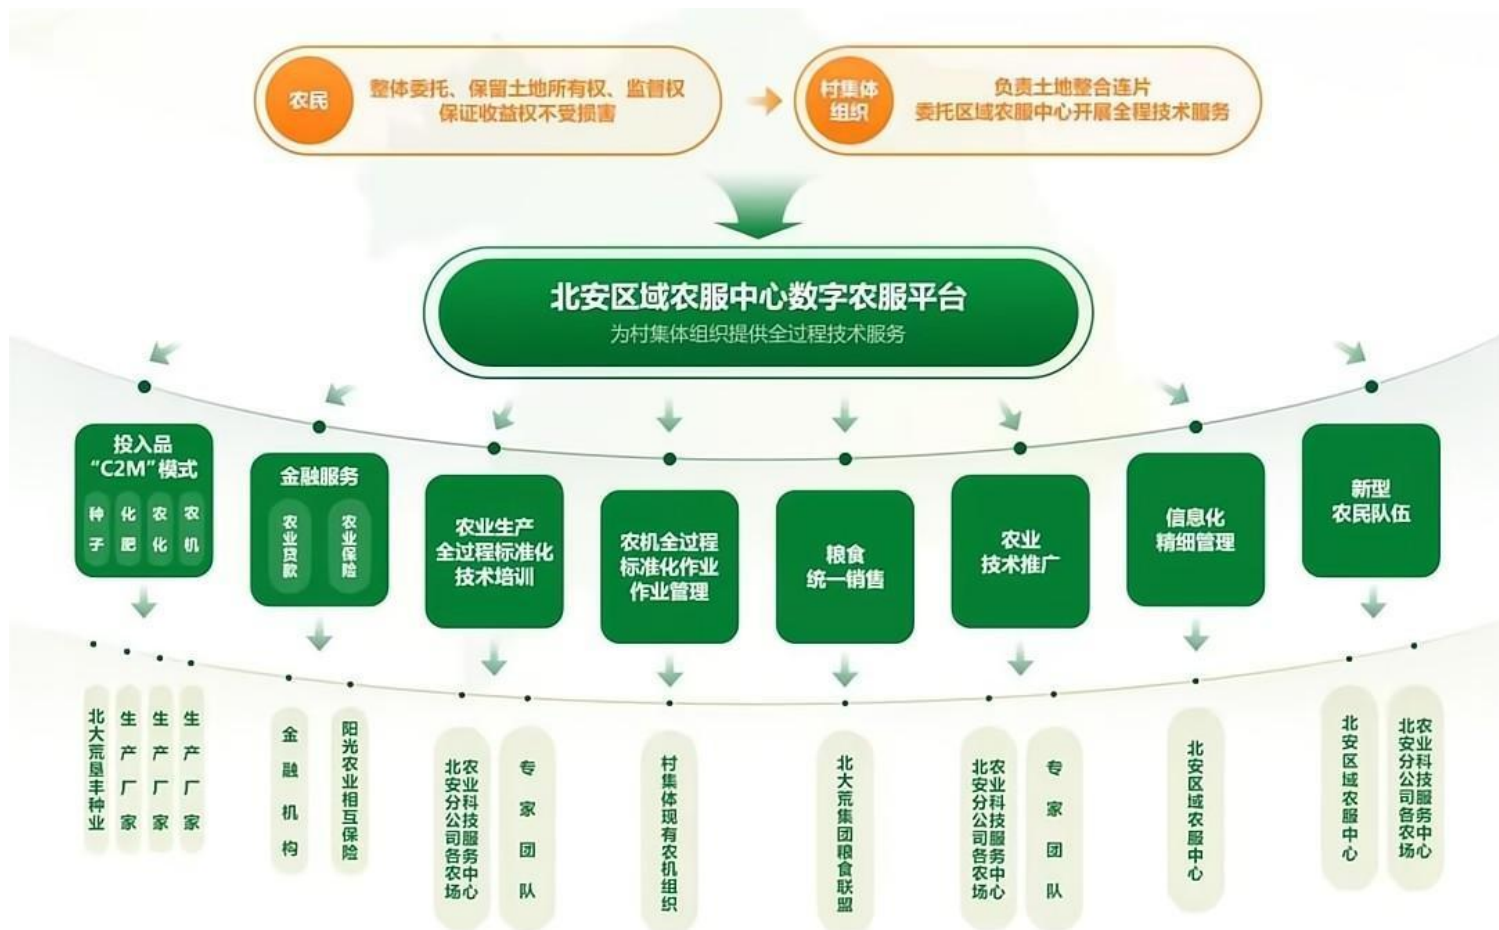 农民
整体委托、保留土地所有权、监督权
保证收益权不受损害
村集体
组织
负责土地整合连片
委托区域农服中心开展全程技术服务
北安区域农服中心数字农服平台
为村集体组织提供全过程技术服务
投入品
“C2M”模式
种子
化肥
农化
农机
金融服务
农业贷款
农业保险
农业生产
全过程标准化
技术培训
农机全过程
标准化作业
作业管理
粮食
统一销售
农业
技术推广
信息化
精细管理
新型
农民队伍
北大荒垦丰种业
生产厂家
生产厂家
生产厂家
金融机构
阳光农业相互保险
北安分公司各农场
农业科技服务中心
专家团队
村集体现有农机组织
北大荒集团粮食联盟
北安分公司各农场
农业科技服务中心
专家团队
北安区域农服中心
北安区域农服中心
北安分公司各农场
农业科技服务中心